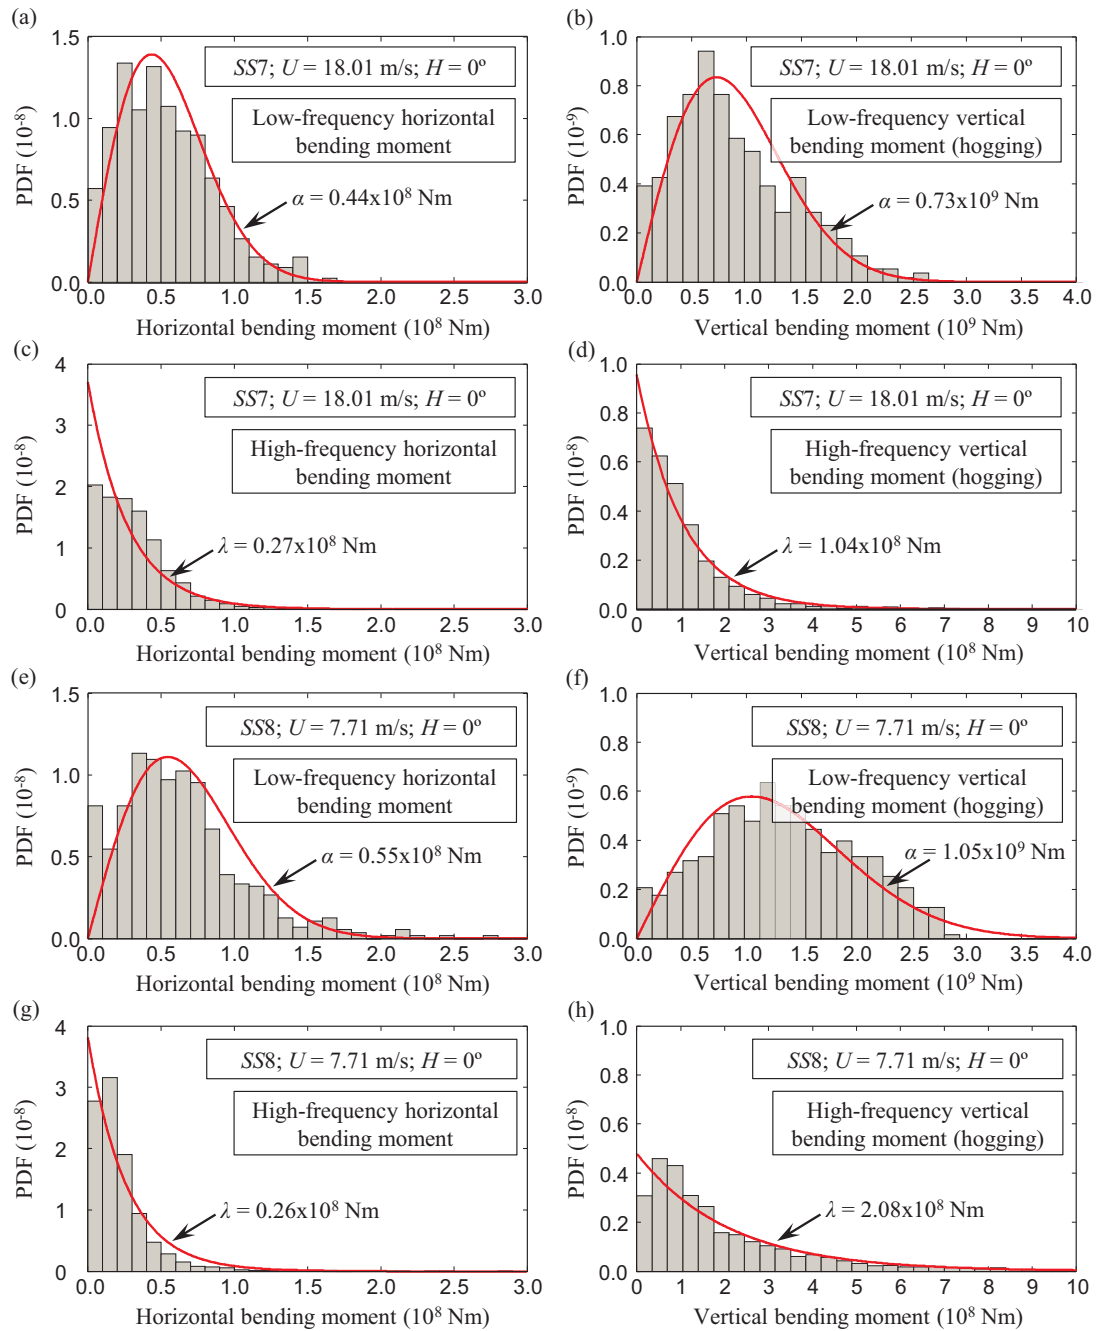 (a)
1.5
1.0
0.5
0.0
PDF (10⁻⁸)
SS7; U = 18.01 m/s; H = 0º
Low-frequency horizontal
bending moment
α = 0.44x10⁸ Nm
0.0 0.5 1.0 1.5 2.0 3.0
Horizontal bending moment (10⁸ Nm)
(b)
1.0
0.8
0.6
0.4
0.2
0.0
PDF (10⁻⁹)
SS7; U = 18.01 m/s; H = 0º
Low-frequency vertical
bending moment (hogging)
α = 0.73x10⁹ Nm
0.0 0.5 1.0 1.5 2.0 2.5 3.0 4.0
Vertical bending moment (10⁹ Nm)
(c)
4
3
2
1
0
PDF (10⁻⁸)
SS7; U = 18.01 m/s; H = 0º
High-frequency horizontal
bending moment
λ = 0.27x10⁸ Nm
0.0 0.5 1.0 1.5 2.0 3.0
Horizontal bending moment (10⁸ Nm)
(d)
1.0
0.8
0.6
0.4
0.2
0
PDF (10⁻⁸)
SS7; U = 18.01 m/s; H = 0º
High-frequency vertical
bending moment (hogging)
λ = 1.04x10⁸ Nm
0.0 1 2 3 4 5 6 8 10
Vertical bending moment (10⁸ Nm)
(e)
1.5
1.0
0.5
0.0
PDF (10⁻⁸)
SS8; U = 7.71 m/s; H = 0º
Low-frequency horizontal
bending moment
α = 0.55x10⁸ Nm
0.0 0.5 1.0 1.5 2.0 3.0
Horizontal bending moment (10⁸ Nm)
(f)
1.0
0.8
0.6
0.4
0.2
0.0
PDF (10⁻⁹)
SS8; U = 7.71 m/s; H = 0º
Low-frequency vertical
bending moment (hogging)
α = 1.05x10⁹ Nm
0.0 0.5 1.0 1.5 2.0 2.5 3.0 3.5 4.0
Vertical bending moment (10⁹ Nm)
(g)
4
3
2
1
0
PDF (10⁻⁸)
SS8; U = 7.71 m/s; H = 0º
High-frequency horizontal
bending moment
λ = 0.26x10⁸ Nm
0.0 0.5 1.0 1.5 2.0 3.0
Horizontal bending moment (10⁸ Nm)
(h)
1.0
0.8
0.6
0.4
0.2
0.0
PDF (10⁻⁸)
SS8; U = 7.71 m/s; H = 0º
High-frequency vertical
bending moment (hogging)
λ = 2.08x10⁸ Nm
0 1 2 3 4 5 6 8 10
Vertical bending moment (10⁸ Nm)